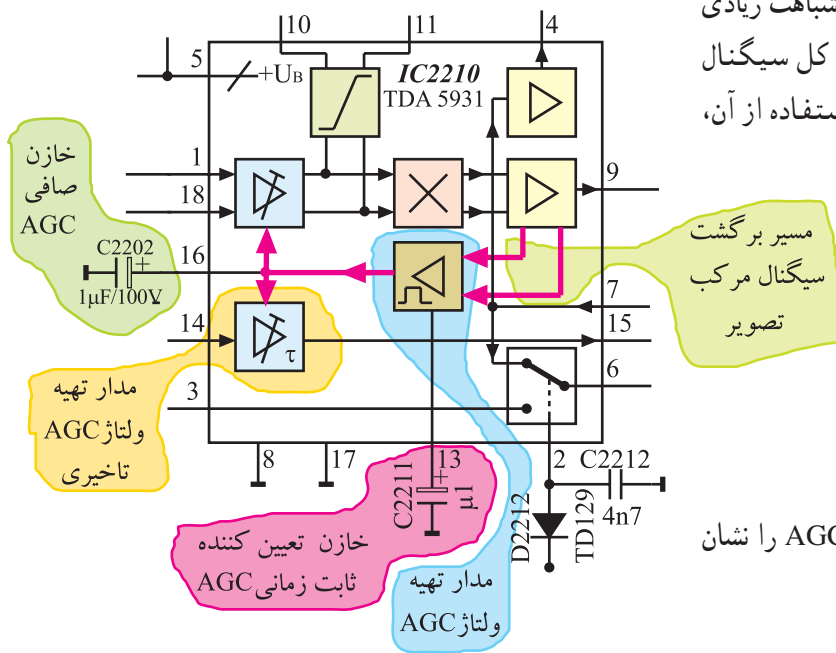 شباهت زیادی
کل سیگنال
ستفاده از آن،
10
11
4
5
+UB
IC2210
TDA 5931
خازن
صافی
AGC
1
18
9
C2202
+
16
1µF/100V
مسیر برگشت
سیگنال مرکب
تصویر
7
14
15
τ
6
مدار تهیه
ولتاژ AGC
تاخیری
3
8
17
13
2
C2212
C2211
+
µ1
4n7
D2212
TD129
خازن تعیین کننده
ثابت زمانی AGC
مدار تهیه
ولتاژ AGC
AGC را نشان